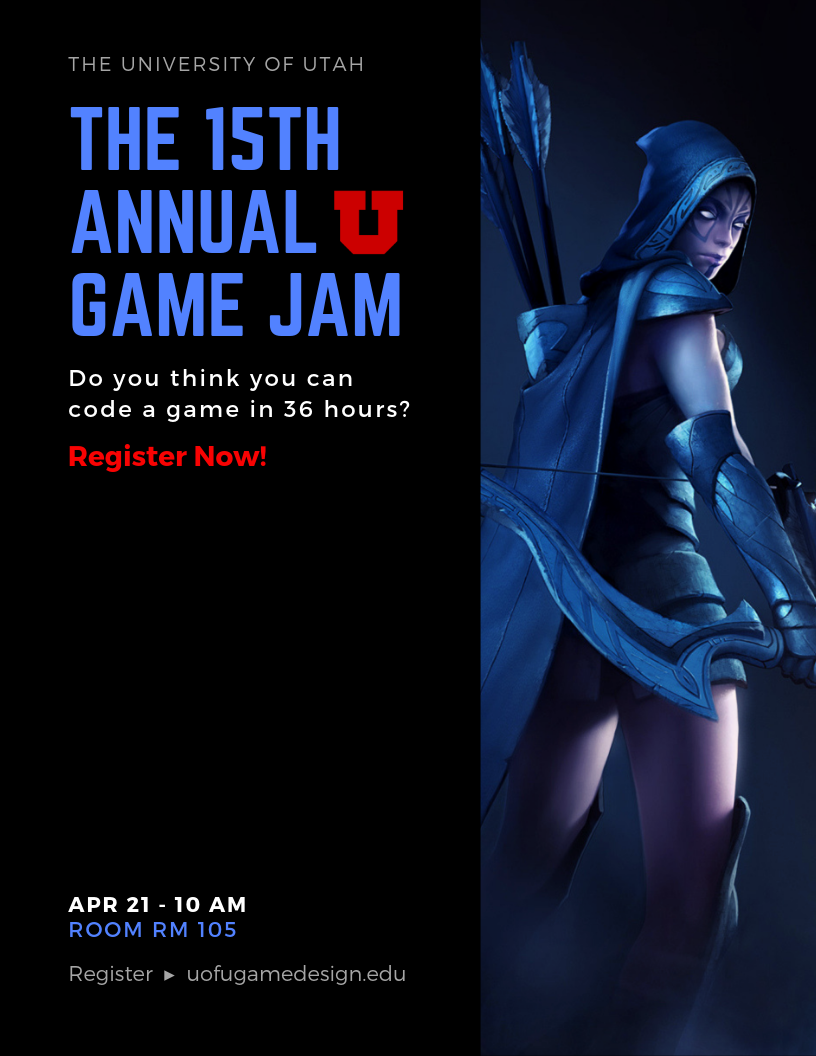 THE UNIVERSITY OF UTAH
THE 15TH
ANNUAL U
GAME JAM
Do you think you can
code a game in 36 hours?
Register Now!
APR 21 - 10 AM
ROOM RM 105
Register ► uofugamedesign.edu